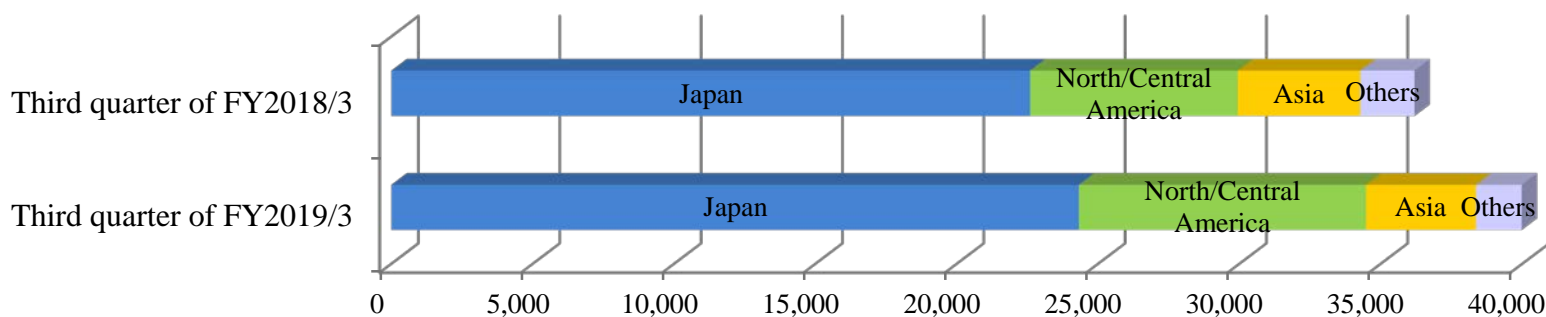 Third quarter of FY2018/3
Japan
North/Central
America
Asia
Others
Third quarter of FY2019/3
Japan
North/Central
America
Asia
Others
0 5,000 10,000 15,000 20,000 25,000 30,000 35,000 40,000